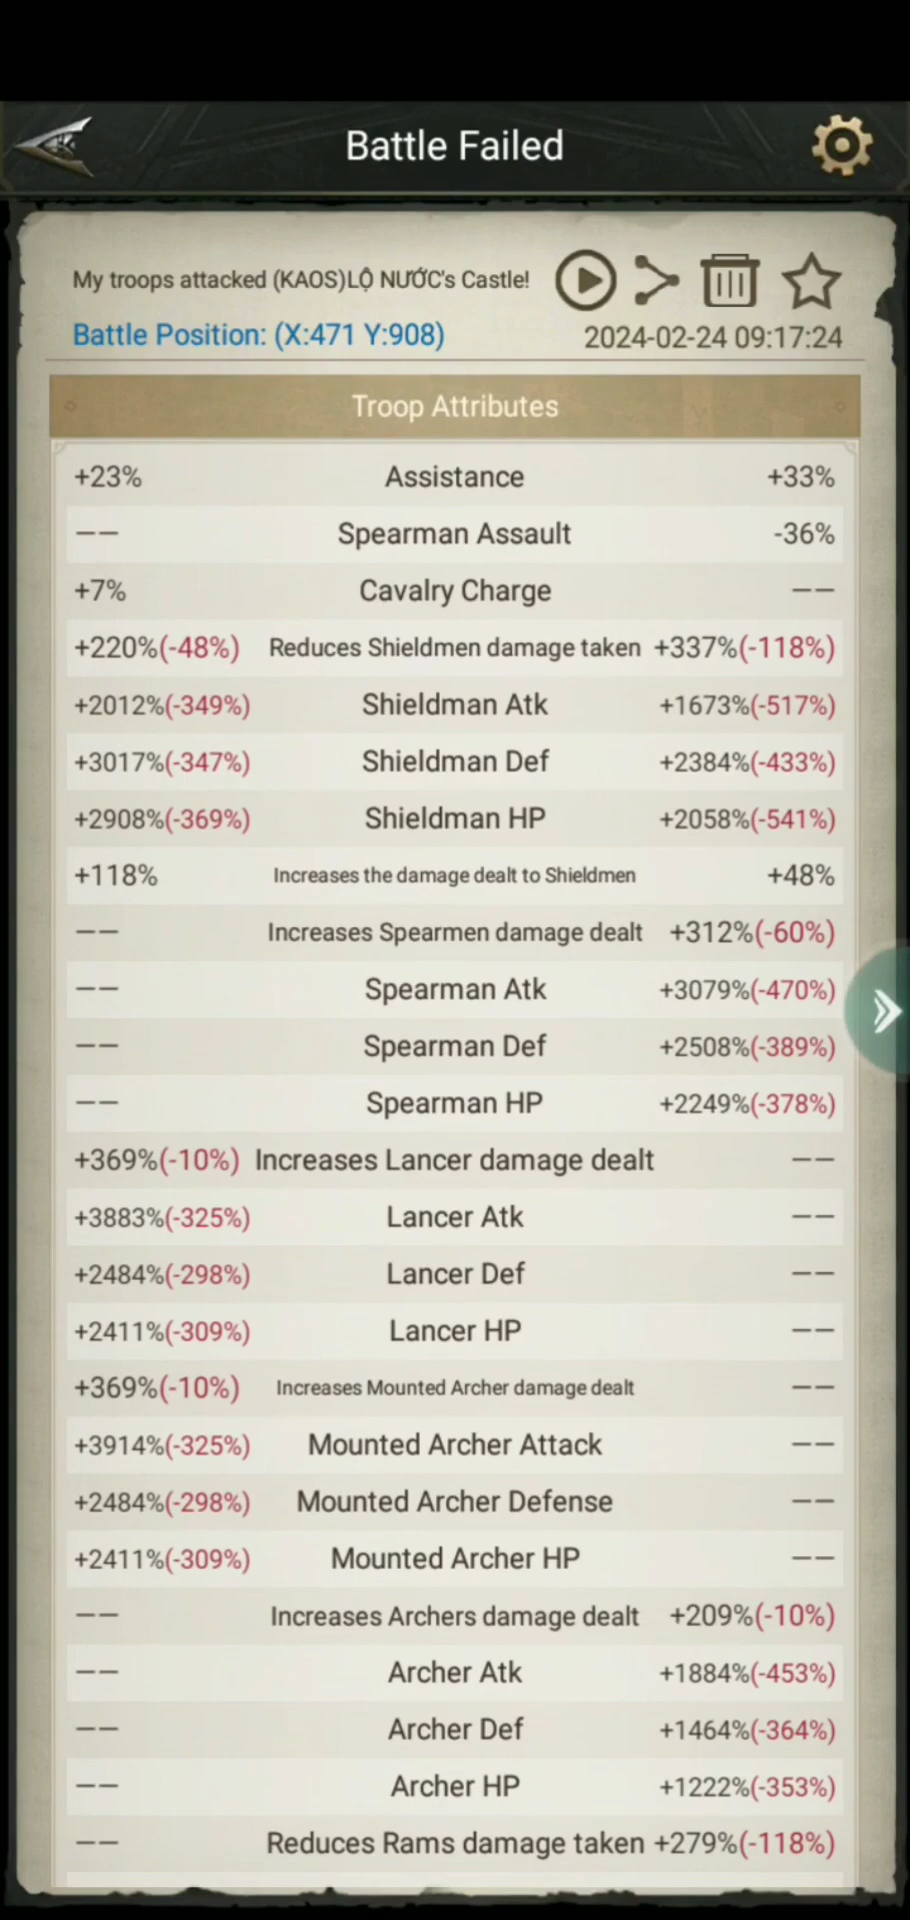 Battle Failed
My troops attacked (KAOS)LỘ NƯỚC's Castle!
Battle Position: (X:471 Y:908) 2024-02-24 09:17:24
Troop Attributes
+23% Assistance +33%
-- Spearman Assault -36%
+7% Cavalry Charge --
+220%(-48%) Reduces Shieldmen damage taken +337%(-118%)
+2012%(-349%) Shieldman Atk +1673%(-517%)
+3017%(-347%) Shieldman Def +2384%(-433%)
+2908%(-369%) Shieldman HP +2058%(-541%)
+118% Increases the damage dealt to Shieldmen +48%
-- Increases Spearmen damage dealt +312%(-60%)
-- Spearman Atk +3079%(-470%)
-- Spearman Def +2508%(-389%)
-- Spearman HP +2249%(-378%)
+369%(-10%) Increases Lancer damage dealt --
+3883%(-325%) Lancer Atk --
+2484%(-298%) Lancer Def --
+2411%(-309%) Lancer HP --
+369%(-10%) Increases Mounted Archer damage dealt --
+3914%(-325%) Mounted Archer Attack --
+2484%(-298%) Mounted Archer Defense --
+2411%(-309%) Mounted Archer HP --
-- Increases Archers damage dealt +209%(-10%)
-- Archer Atk +1884%(-453%)
-- Archer Def +1464%(-364%)
-- Archer HP +1222%(-353%)
-- Reduces Rams damage taken +279%(-118%)